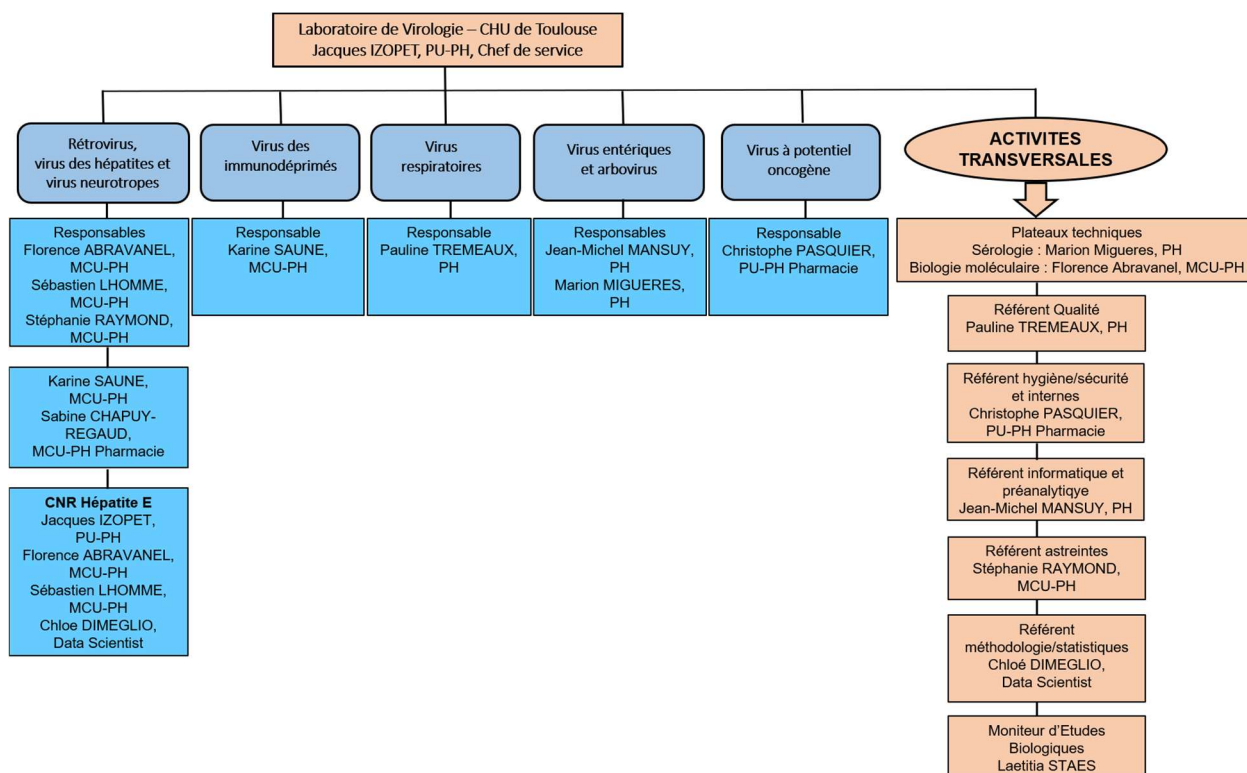 Laboratoire de Virologie – CHU de Toulouse
Jacques IZOPET, PU-PH, Chef de service
Rétrovirus,
virus des hépatites et
virus neurotropes
Virus des
immunodéprimés
Virus
respiratoires
Virus entériques
et arbovirus
Virus à potentiel
oncogène
ACTIVITES
TRANSVERSALES
Responsables
Florence ABRAVANEL,
MCU-PH
Sébastien LHOMME,
MCU-PH
Stéphanie RAYMOND,
MCU-PH
Karine SAUNE,
MCU-PH
Sabine CHAPUY-
REGAUD,
MCU-PH Pharmacie
CNR Hépatite E
Jacques IZOPET,
PU-PH
Florence ABRAVANEL,
MCU-PH
Sébastien LHOMME,
MCU-PH
Chloe DIMEGLIO,
Data Scientist
Responsable
Karine SAUNE,
MCU-PH
Responsable
Pauline TREMEAUX,
PH
Responsables
Jean-Michel MANSUY,
PH
Marion MIGUERES,
PH
Responsable
Christophe PASQUIER,
PU-PH Pharmacie
Plateaux techniques
Sérologie : Marion Migueres, PH
Biologie moléculaire : Florence Abravanel, MCU-PH
Référent Qualité
Pauline TREMEAUX, PH
Référent hygiène/sécurité
et internes
Christophe PASQUIER,
PU-PH Pharmacie
Référent informatique et
préanalytiqye
Jean-Michel MANSUY, PH
Référent astreintes
Stéphanie RAYMOND,
MCU-PH
Référent
méthodologie/statistiques
Chloé DIMEGLIO,
Data Scientist
Moniteur d'Etudes
Biologiques
Laetitia STAES